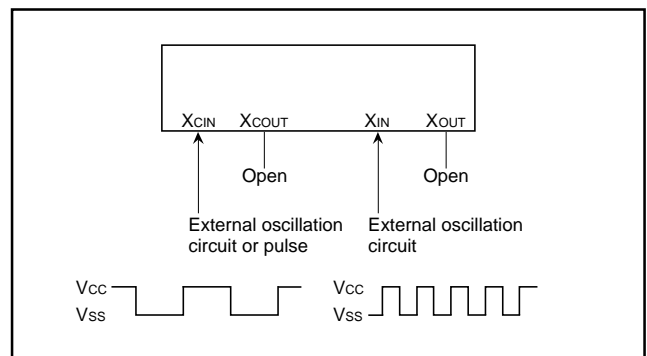 XCIN XCOUT XIN XOUT
Open Open
External oscillation
circuit or pulse
External oscillation
circuit
Vcc
Vss
Vcc
Vss